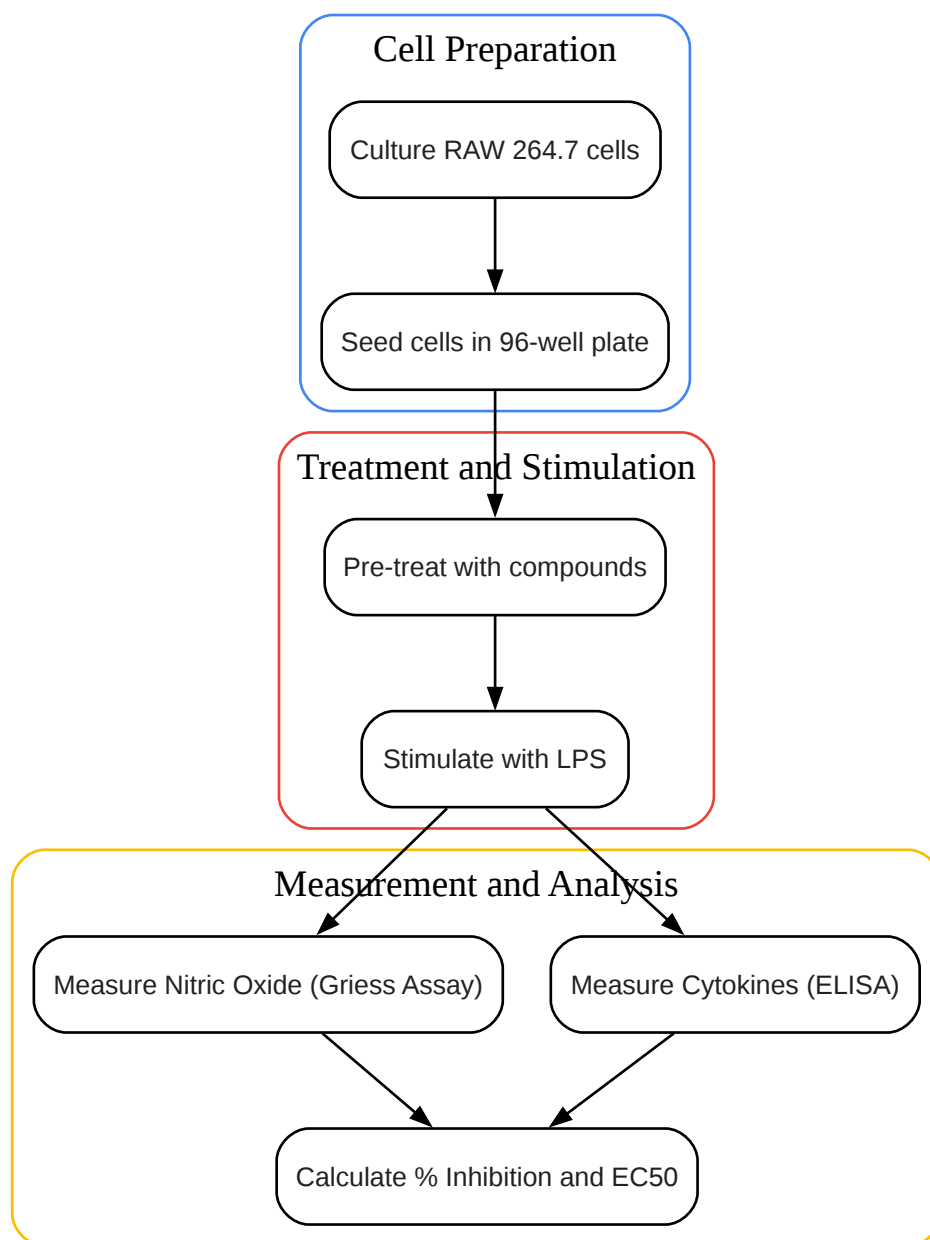 Cell Preparation
Culture RAW 264.7 cells
Seed cells in 96-well plate
Treatment and Stimulation
Pre-treat with compounds
Stimulate with LPS
Measurement and Analysis
Measure Nitric Oxide (Griess Assay)
Measure Cytokines (ELISA)
Calculate % Inhibition and EC50